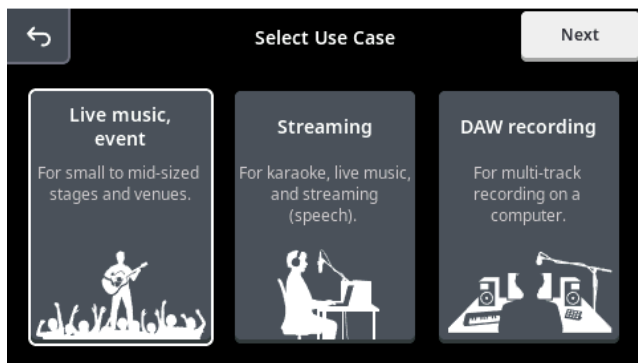 Select Use Case
Next
Live music,
event
For small to mid-sized
stages and venues.
Streaming
For karaoke, live music,
and streaming
(speech).
DAW recording
For multi-track
recording on a
computer.